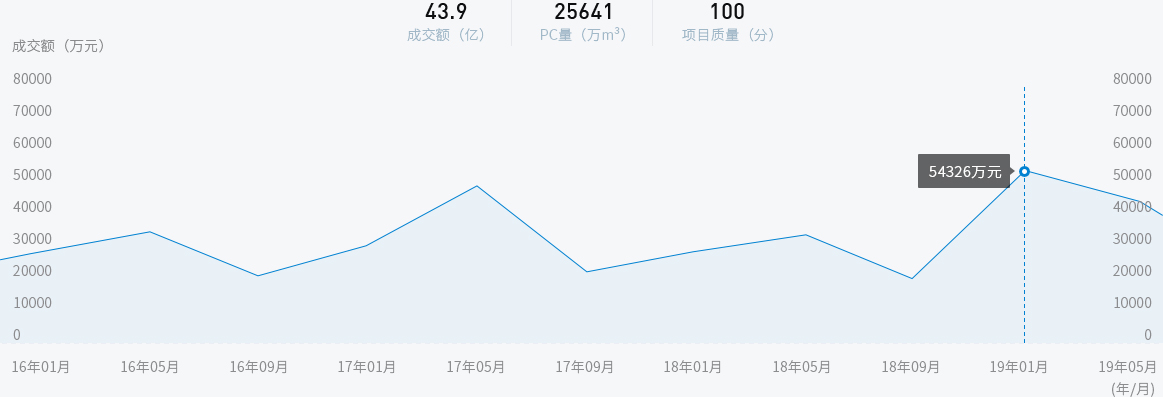 43.9
25641
100
成交额（亿）
PC量（万m³）
项目质量（分）
成交额（万元）
80000
80000
70000
70000
60000
60000
54326万元
50000
50000
40000
40000
30000
30000
20000
20000
10000
10000
0
0
16年01月
16年05月
16年09月
17年01月
17年05月
17年09月
18年01月
18年05月
18年09月
19年01月
19年05月
(年/月)